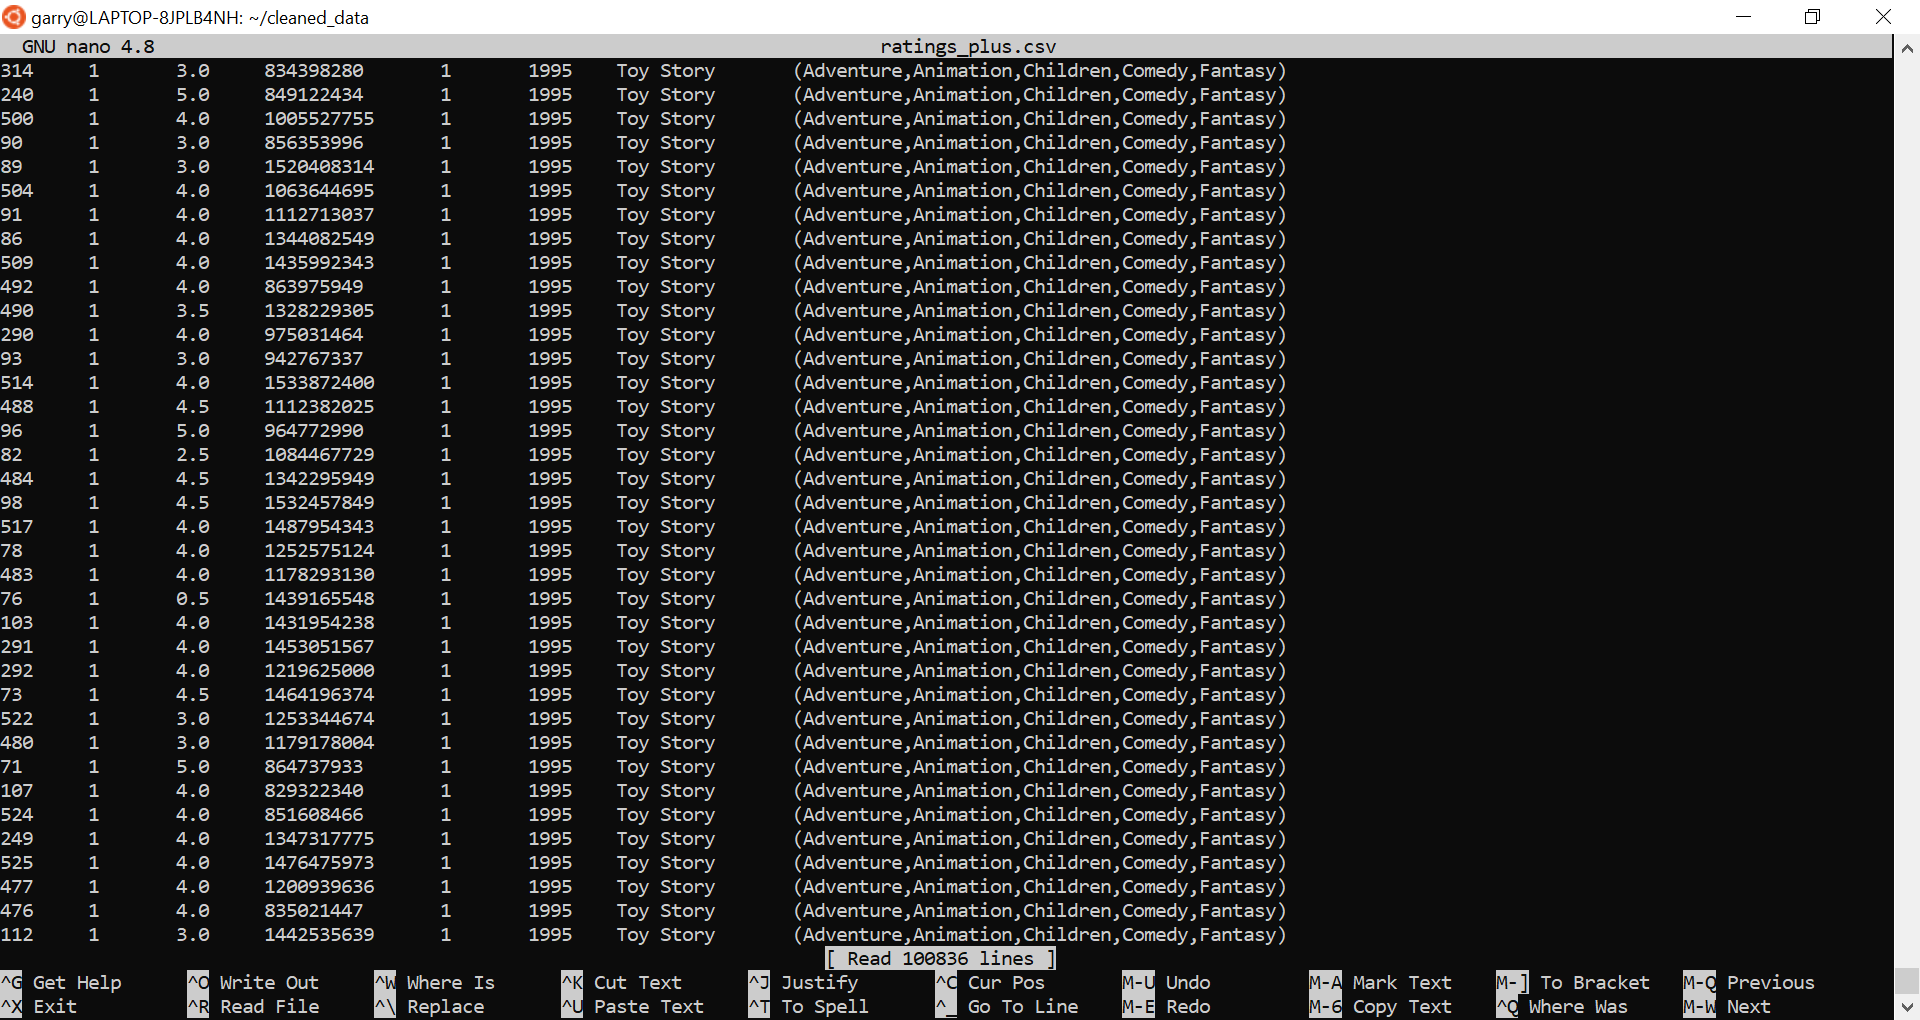 garry@LAPTOP-8JPLB4NH: ~/cleaned_data
GNU nano 4.8 ratings_plus.csv
314 1 3.0 834398280 1 1995 Toy Story (Adventure,Animation,Children,Comedy,Fantasy)
240 1 5.0 849122434 1 1995 Toy Story (Adventure,Animation,Children,Comedy,Fantasy)
500 1 4.0 1005527755 1 1995 Toy Story (Adventure,Animation,Children,Comedy,Fantasy)
90 1 3.0 856353996 1 1995 Toy Story (Adventure,Animation,Children,Comedy,Fantasy)
89 1 3.0 1520408314 1 1995 Toy Story (Adventure,Animation,Children,Comedy,Fantasy)
504 1 4.0 1063644695 1 1995 Toy Story (Adventure,Animation,Children,Comedy,Fantasy)
91 1 4.0 1112713037 1 1995 Toy Story (Adventure,Animation,Children,Comedy,Fantasy)
86 1 4.0 1344082549 1 1995 Toy Story (Adventure,Animation,Children,Comedy,Fantasy)
509 1 4.0 1435992343 1 1995 Toy Story (Adventure,Animation,Children,Comedy,Fantasy)
492 1 4.0 863975949 1 1995 Toy Story (Adventure,Animation,Children,Comedy,Fantasy)
490 1 3.5 1328229305 1 1995 Toy Story (Adventure,Animation,Children,Comedy,Fantasy)
290 1 4.0 975031464 1 1995 Toy Story (Adventure,Animation,Children,Comedy,Fantasy)
93 1 3.0 942767337 1 1995 Toy Story (Adventure,Animation,Children,Comedy,Fantasy)
514 1 4.0 1533872400 1 1995 Toy Story (Adventure,Animation,Children,Comedy,Fantasy)
488 1 4.5 1112382025 1 1995 Toy Story (Adventure,Animation,Children,Comedy,Fantasy)
96 1 5.0 964772990 1 1995 Toy Story (Adventure,Animation,Children,Comedy,Fantasy)
82 1 2.5 1084467729 1 1995 Toy Story (Adventure,Animation,Children,Comedy,Fantasy)
484 1 4.5 1342295949 1 1995 Toy Story (Adventure,Animation,Children,Comedy,Fantasy)
98 1 4.5 1532457849 1 1995 Toy Story (Adventure,Animation,Children,Comedy,Fantasy)
517 1 4.0 1487954343 1 1995 Toy Story (Adventure,Animation,Children,Comedy,Fantasy)
78 1 4.0 1252575124 1 1995 Toy Story (Adventure,Animation,Children,Comedy,Fantasy)
483 1 4.0 1178293130 1 1995 Toy Story (Adventure,Animation,Children,Comedy,Fantasy)
76 1 0.5 1439165548 1 1995 Toy Story (Adventure,Animation,Children,Comedy,Fantasy)
103 1 4.0 1431954238 1 1995 Toy Story (Adventure,Animation,Children,Comedy,Fantasy)
291 1 4.0 1453051567 1 1995 Toy Story (Adventure,Animation,Children,Comedy,Fantasy)
292 1 4.0 1219625000 1 1995 Toy Story (Adventure,Animation,Children,Comedy,Fantasy)
73 1 4.5 1464196374 1 1995 Toy Story (Adventure,Animation,Children,Comedy,Fantasy)
522 1 3.0 1253344674 1 1995 Toy Story (Adventure,Animation,Children,Comedy,Fantasy)
480 1 3.0 1179178004 1 1995 Toy Story (Adventure,Animation,Children,Comedy,Fantasy)
71 1 5.0 864737933 1 1995 Toy Story (Adventure,Animation,Children,Comedy,Fantasy)
107 1 4.0 829322340 1 1995 Toy Story (Adventure,Animation,Children,Comedy,Fantasy)
524 1 4.0 851608466 1 1995 Toy Story (Adventure,Animation,Children,Comedy,Fantasy)
249 1 4.0 1347317775 1 1995 Toy Story (Adventure,Animation,Children,Comedy,Fantasy)
525 1 4.0 1476475973 1 1995 Toy Story (Adventure,Animation,Children,Comedy,Fantasy)
477 1 4.0 1200939636 1 1995 Toy Story (Adventure,Animation,Children,Comedy,Fantasy)
476 1 4.0 835021447 1 1995 Toy Story (Adventure,Animation,Children,Comedy,Fantasy)
112 1 3.0 1442535639 1 1995 Toy Story (Adventure,Animation,Children,Comedy,Fantasy)
[ Read 100836 lines ]
^G Get Help ^O Write Out ^W Where Is ^K Cut Text ^J Justify ^C Cur Pos M-U Undo M-A Mark Text M-] To Bracket M-Q Previous
^X Exit ^R Read File ^\ Replace ^U Paste Text ^T To Spell ^_ Go To Line M-E Redo M-6 Copy Text ^Q Where Was M-W Next